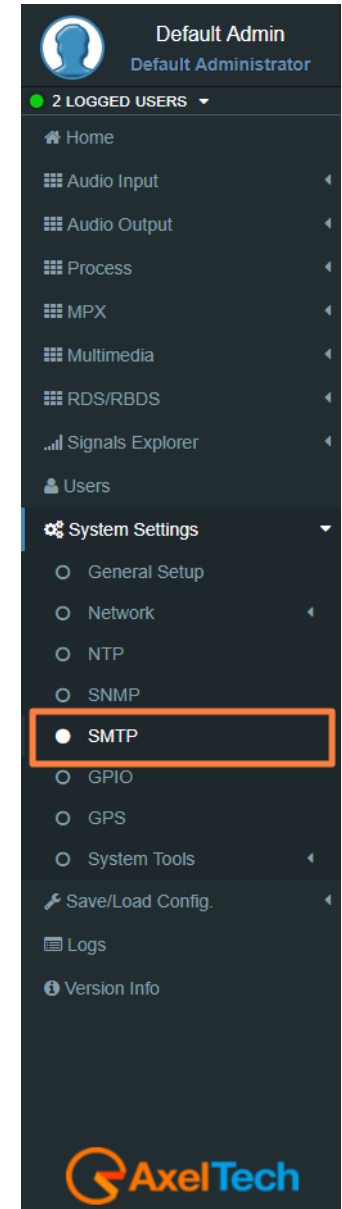 Default Admin
Default Administrator
2 LOGGED USERS
Home
Audio Input
Audio Output
Process
MPX
Multimedia
RDS/RBDS
Signals Explorer
Users
System Settings
General Setup
Network
NTP
SNMP
SMTP
GPIO
GPS
System Tools
Save/Load Config.
Logs
Version Info
AxelTech